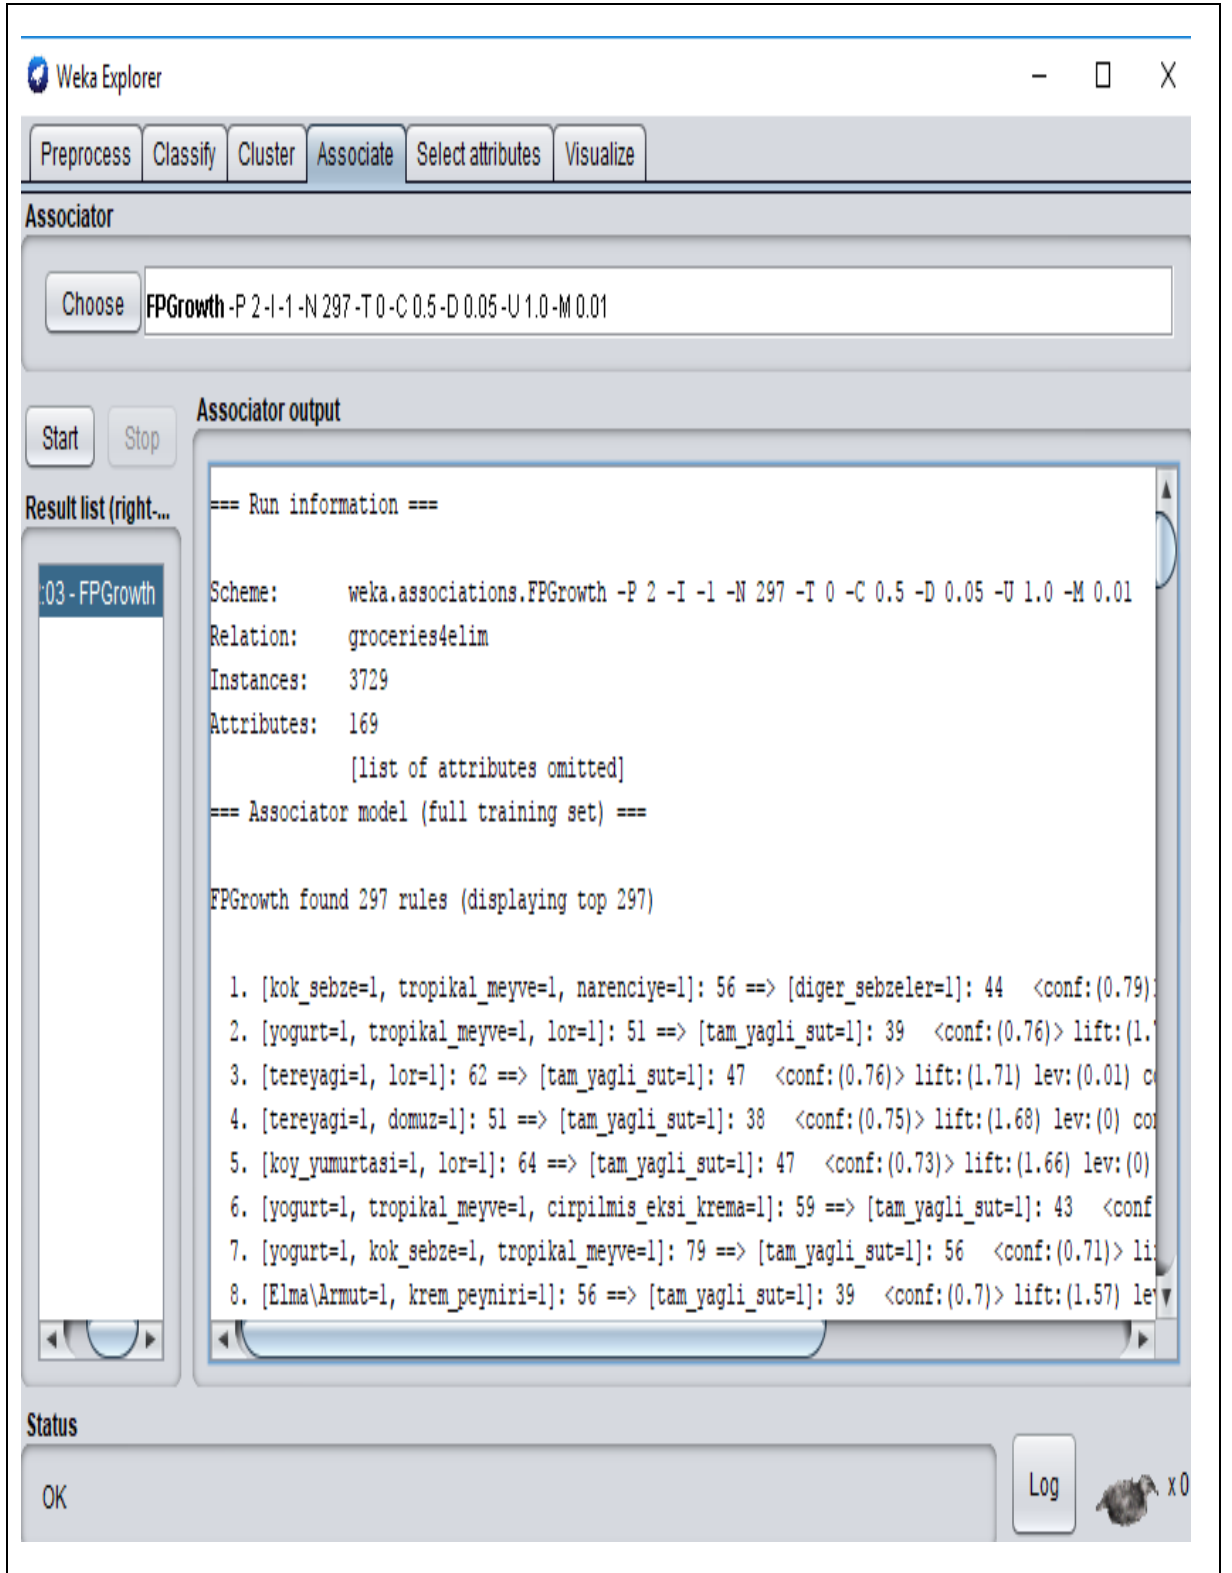 Weka Explorer
Preprocess Classify Cluster Associate Select attributes Visualize
Associator
Choose FPGrowth -P 2 -I -1 -N 297 -T 0 -C 0.5 -D 0.05 -U 1.0 -M 0.01
Start Stop
Associator output
Result list (right-...
:03 - FPGrowth
=== Run information ===
Scheme: weka.associations.FPGrowth -P 2 -I -1 -N 297 -T 0 -C 0.5 -D 0.05 -U 1.0 -M 0.01
Relation: groceries4elim
Instances: 3729
Attributes: 169
[list of attributes omitted]
=== Associator model (full training set) ===
FPGrowth found 297 rules (displaying top 297)
1. [kok_sebze=1, tropikal_meyve=1, narenciye=1]: 56 ==> [diger_sebzeler=1]: 44 <conf:(0.79)
2. [yogurt=1, tropikal_meyve=1, lor=1]: 51 ==> [tam_yagli_sut=1]: 39 <conf:(0.76)> lift:(1.
3. [tereyagi=1, lor=1]: 62 ==> [tam_yagli_sut=1]: 47 <conf:(0.76)> lift:(1.71) lev:(0.01) c
4. [tereyagi=1, domuz=1]: 51 ==> [tam_yagli_sut=1]: 38 <conf:(0.75)> lift:(1.68) lev:(0) co
5. [koy_yumurtasi=1, lor=1]: 64 ==> [tam_yagli_sut=1]: 47 <conf:(0.73)> lift:(1.66) lev:(0)
6. [yogurt=1, tropikal_meyve=1, cirpilmis_eksi_krema=1]: 59 ==> [tam_yagli_sut=1]: 43 <conf
7. [yogurt=1, kok_sebze=1, tropikal_meyve=1]: 79 ==> [tam_yagli_sut=1]: 56 <conf:(0.71)> li
8. [Elma\Armut=1, krem_peyniri=1]: 56 ==> [tam_yagli_sut=1]: 39 <conf:(0.7)> lift:(1.57) le
Status
OK
Log
x 0